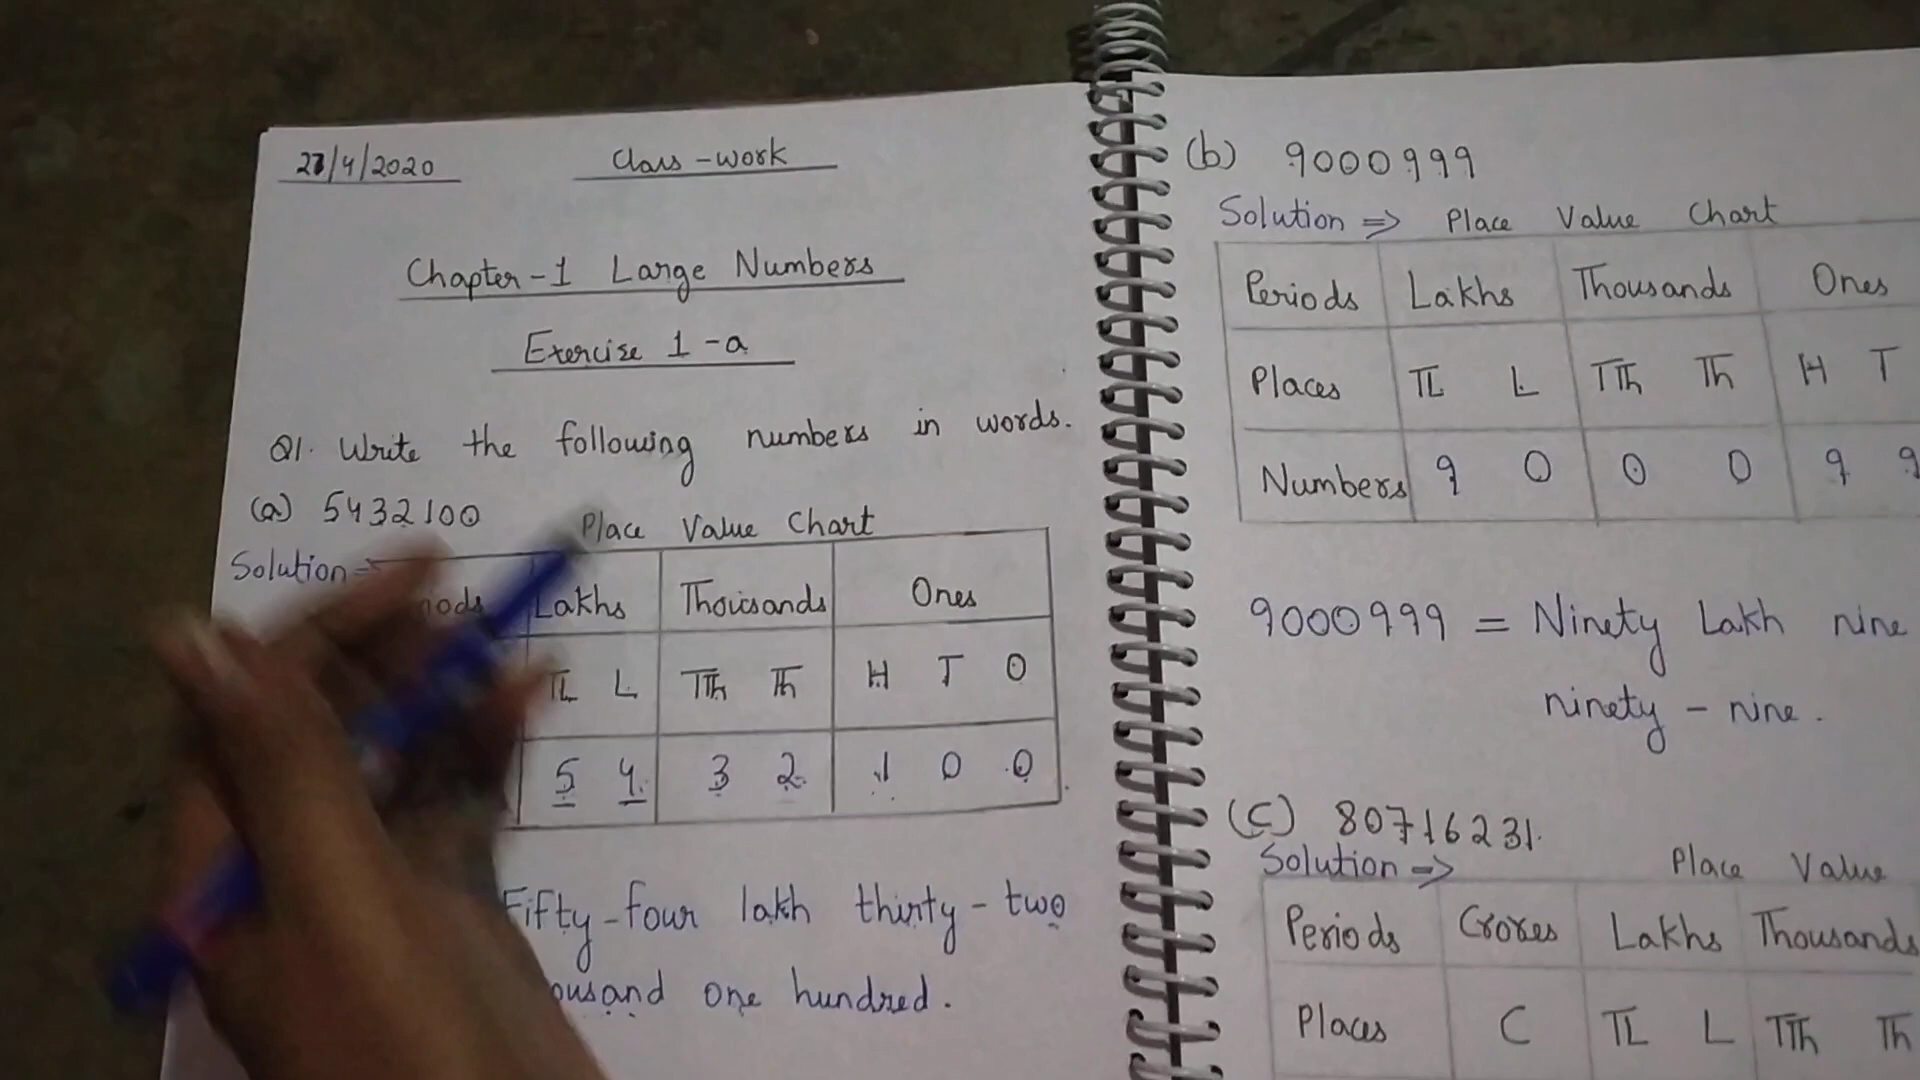 27/4/2020 Class-work
Chapter-1 Large Numbers
Exercise 1-a
Q1. Write the following numbers in words.
(a) 5432100
Place Value Chart
Solution
Lakhs Thousands Ones
TL L TTh Th H T O
5 4 3 2 1 0 0
Fifty-four lakh thirty-two
one hundred.
(b) 9000999
Solution ⇒ Place Value Chart
Periods Lakhs Thousands Ones
Places TL L TTh Th H T
Numbers 9 0 0 0 9 9
9000999 = Ninety Lakh nine
ninety-nine.
(C) 80716231.
Solution ⇒ Place Value
Periods Crores Lakhs Thousands
Places C TL L TTh Th